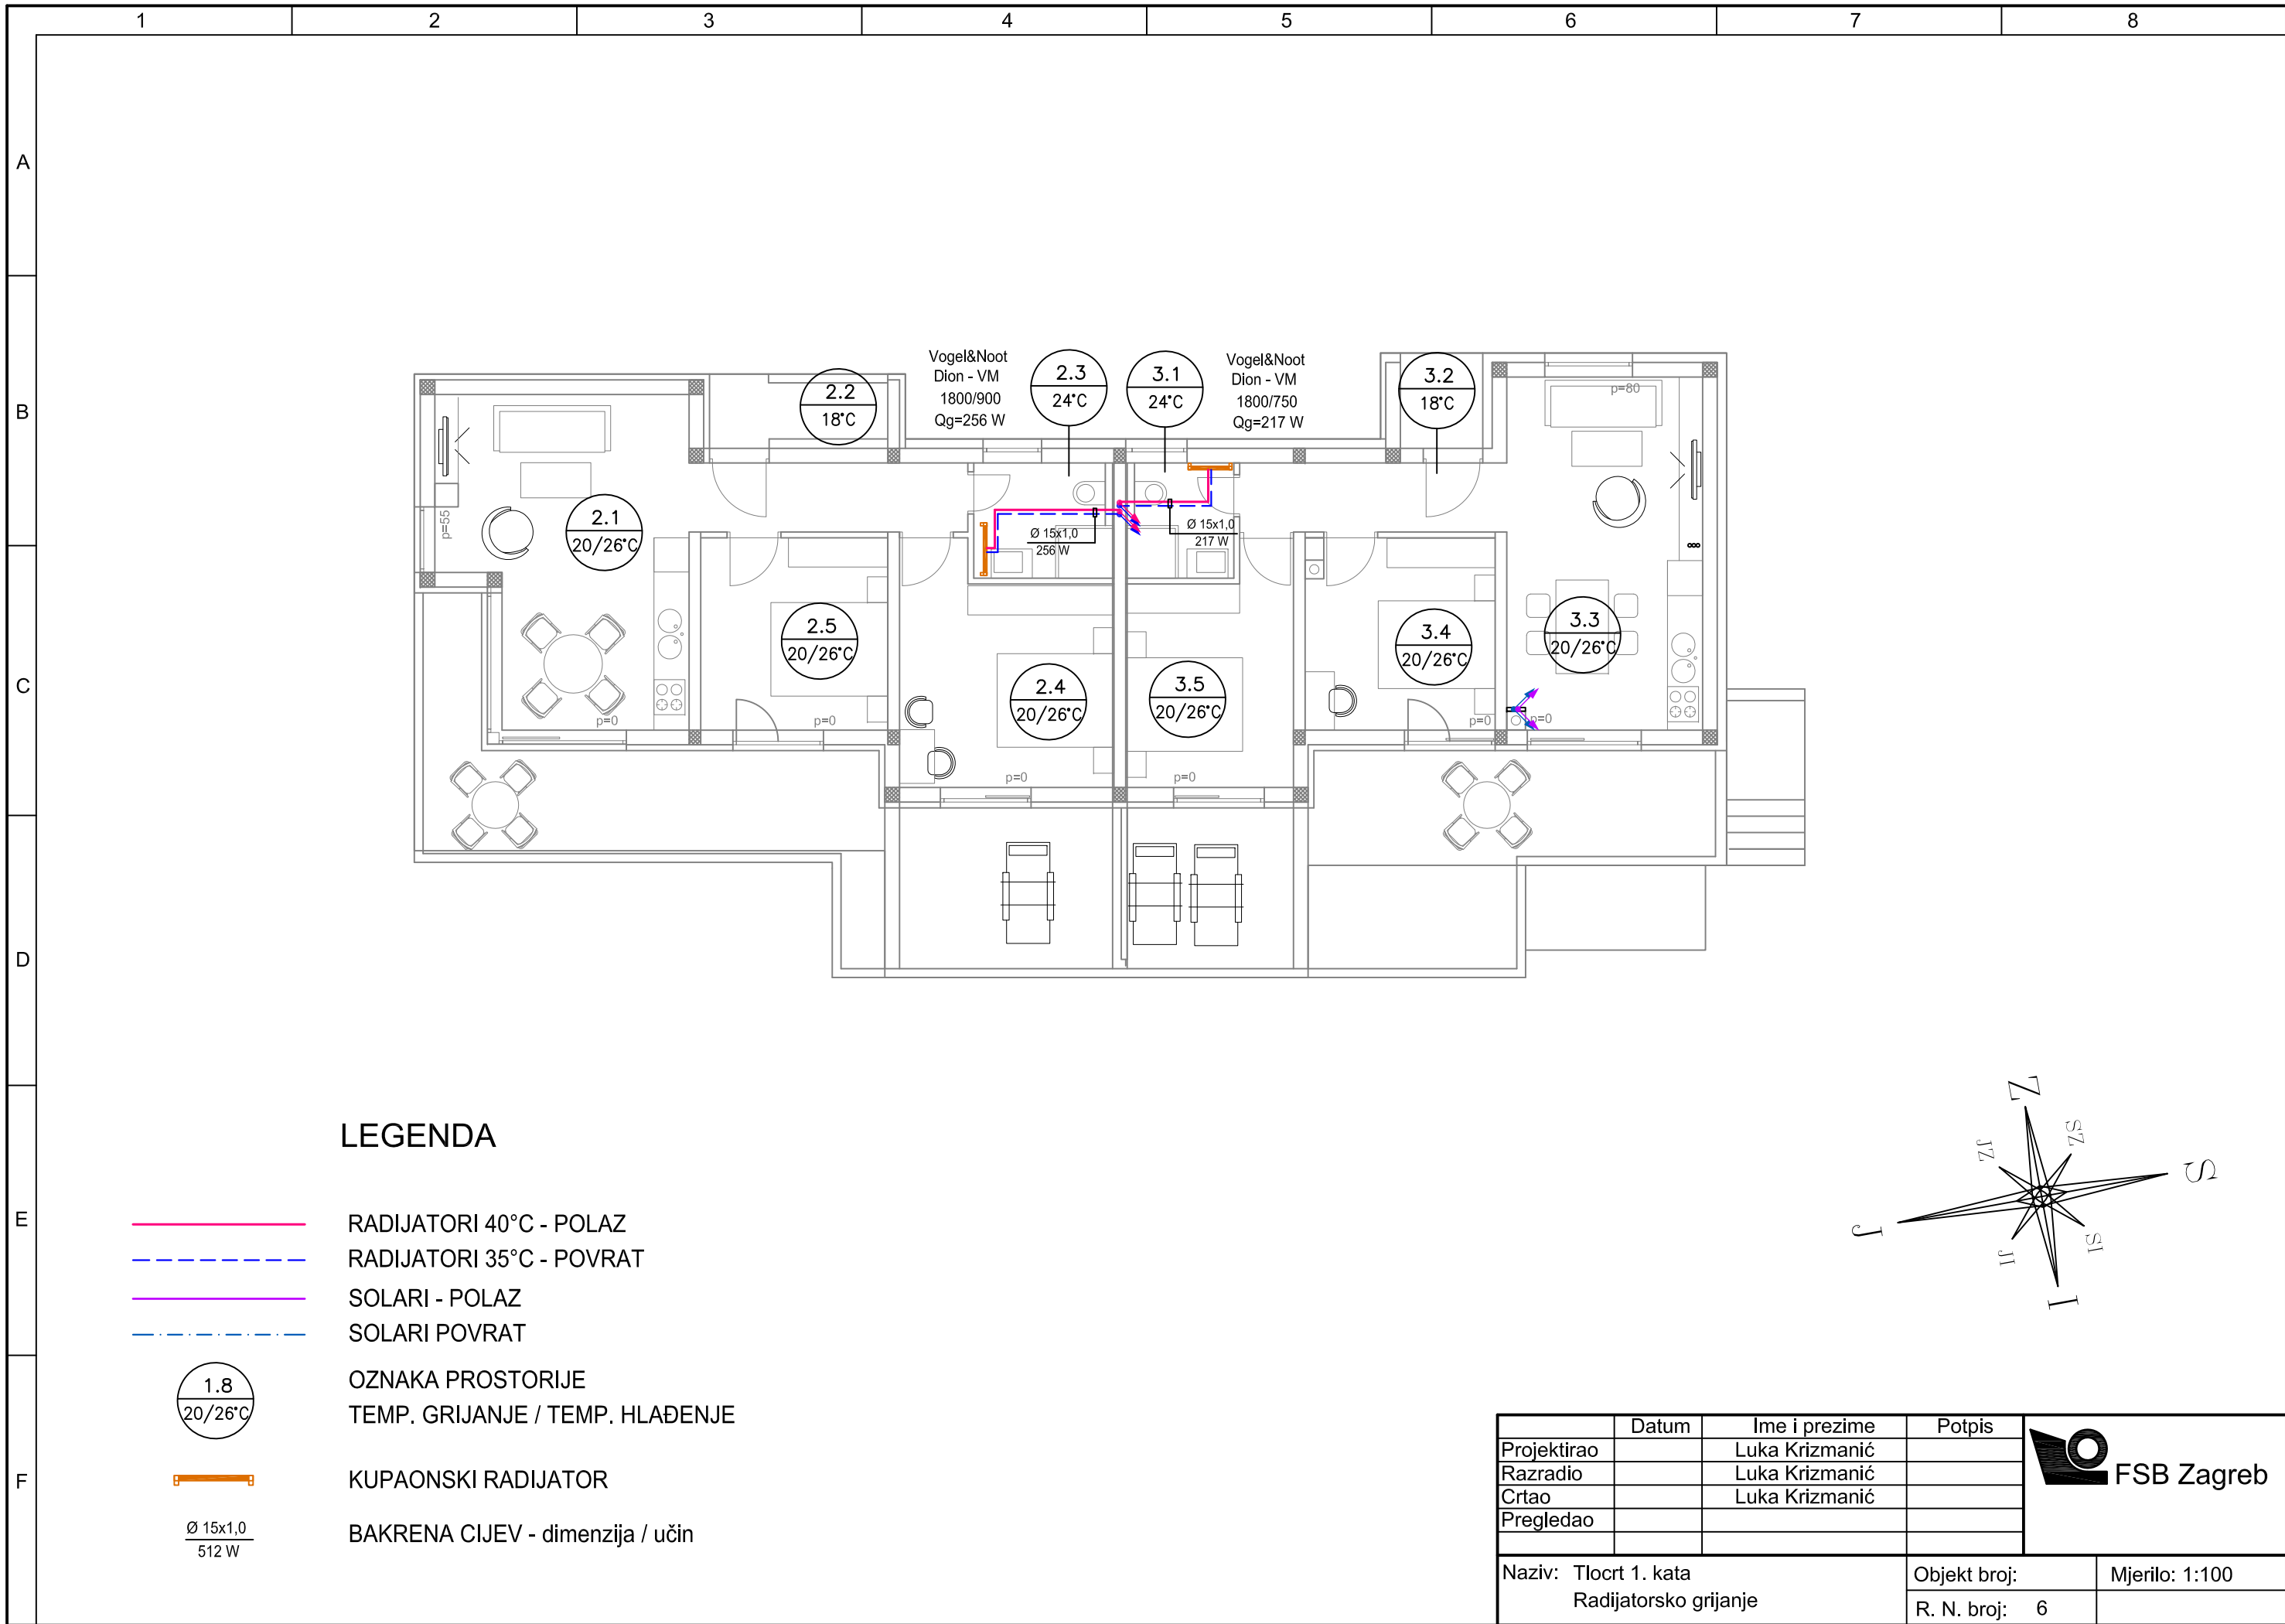 1 2 3 4 5 6 7 8
A
B
C
D
E
F
Vogel&Noot
Dion - VM
1800/900
Qg=256 W
2.3
24°C
3.1
24°C
Vogel&Noot
Dion - VM
1800/750
Qg=217 W
2.2
18°C
3.2
18°C
p=80
p=55
2.1
20/26°C
Ø 15x1,0
256 W
Ø 15x1,0
217 W
2.5
20/26°C
2.4
20/26°C
3.5
20/26°C
3.4
20/26°C
3.3
20/26°C
p=0
p=0
p=0
p=0
p=0
p=0
LEGENDA
RADIJATORI 40°C - POLAZ
RADIJATORI 35°C - POVRAT
SOLARI - POLAZ
SOLARI POVRAT
1.8
20/26°C
OZNAKA PROSTORIJE
TEMP. GRIJANJE / TEMP. HLAĐENJE
KUPAONSKI RADIJATOR
Ø 15x1,0
512 W
BAKRENA CIJEV - dimenzija / učin
Z
SZ
JZ
S
J
SI
JI
I
Datum Ime i prezime Potpis
Projektirao Luka Krizmanić
Razradio Luka Krizmanić
Crtao Luka Krizmanić
Pregledao
FSB Zagreb
Naziv: Tlocrt 1. kata
Radijatorsko grijanje
Objekt broj:
Mjerilo: 1:100
R. N. broj: 6